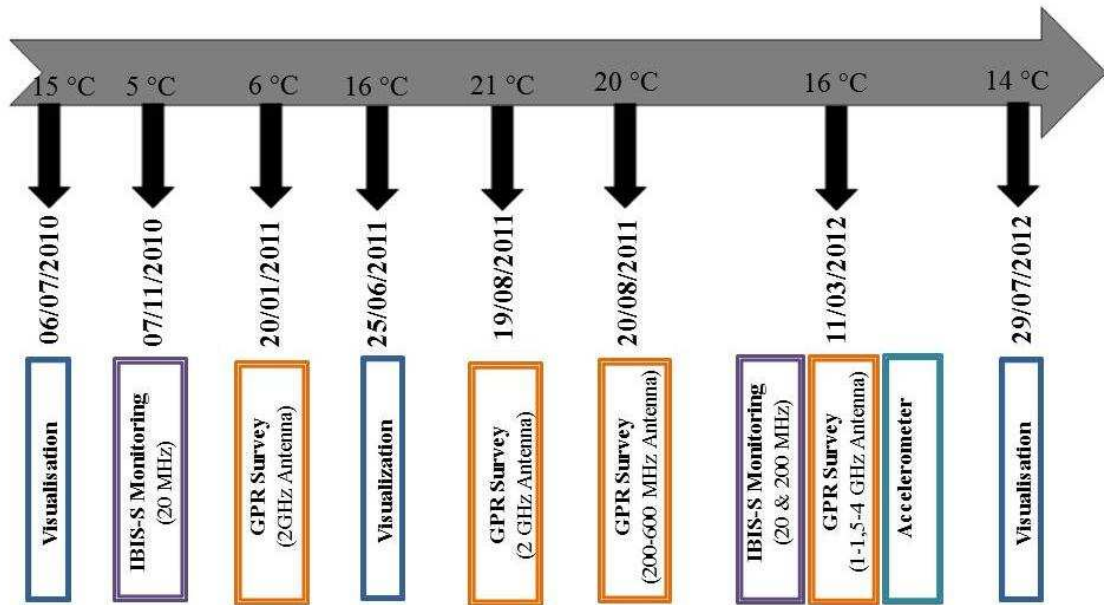 15 °C
5 °C
6 °C
16 °C
21 °C
20 °C
16 °C
14 °C
06/07/2010
07/11/2010
20/01/2011
25/06/2011
19/08/2011
20/08/2011
11/03/2012
29/07/2012
Visualisation
IBIS-S Monitoring
(20 MHz)
GPR Survey
(2GHz Antenna)
Visualization
GPR Survey
(2 GHz Antenna)
GPR Survey
(200-600 MHz Antenna)
IBIS-S Monitoring
(20 & 200 MHz)
GPR Survey
(1-1,5-4 GHz Antenna)
Accelerometer
Visualisation